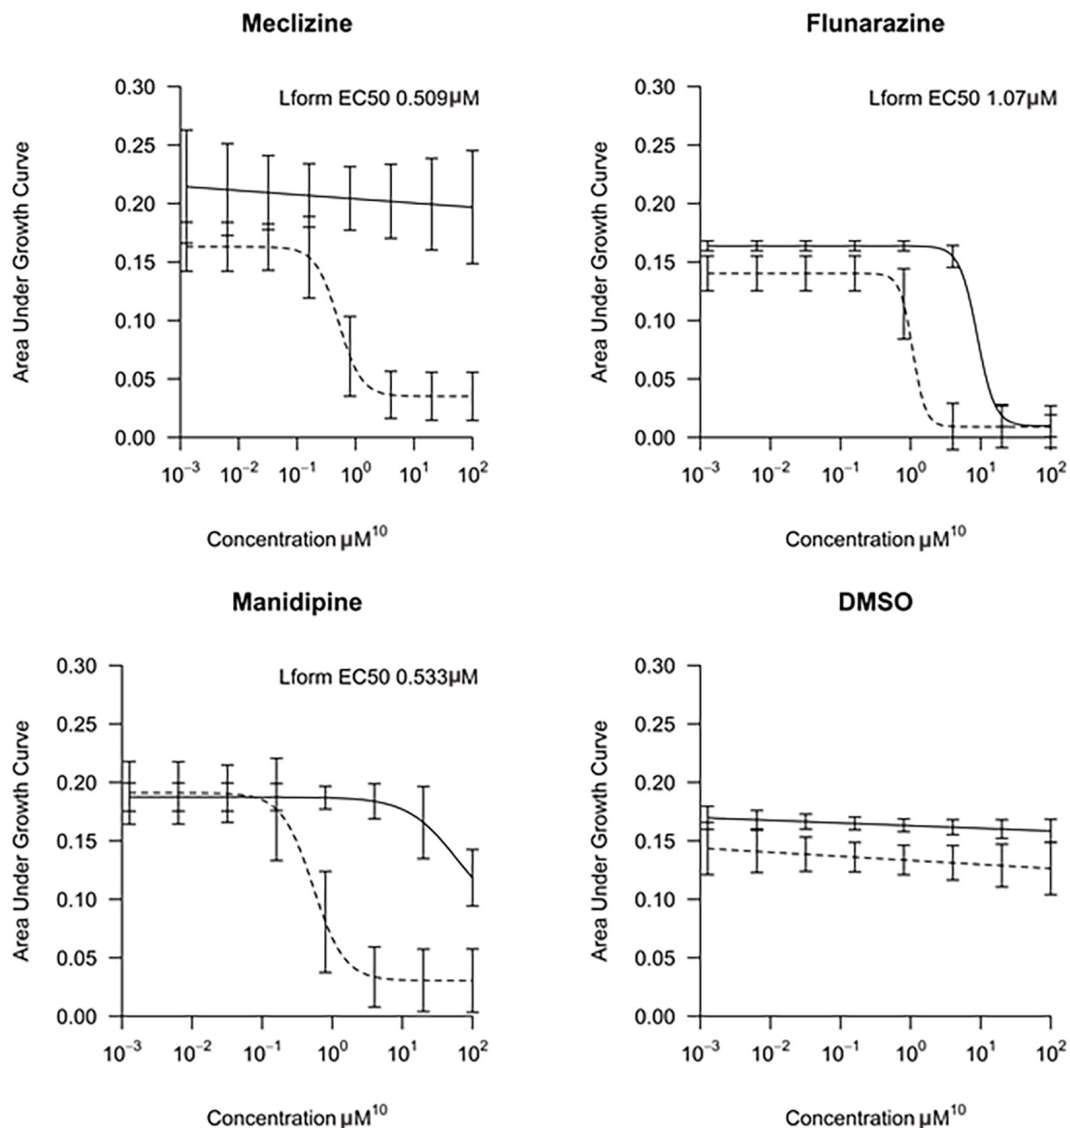 Meclizine
Lform EC50 0.509µM
Area Under Growth Curve
0.30
0.25
0.20
0.15
0.10
0.05
0.00
10⁻³ 10⁻² 10⁻¹ 10⁰ 10¹ 10²
Concentration µM¹⁰
Flunarazine
Lform EC50 1.07µM
Area Under Growth Curve
0.30
0.25
0.20
0.15
0.10
0.05
0.00
10⁻³ 10⁻² 10⁻¹ 10⁰ 10¹ 10²
Concentration µM¹⁰
Manidipine
Lform EC50 0.533µM
Area Under Growth Curve
0.30
0.25
0.20
0.15
0.10
0.05
0.00
10⁻³ 10⁻² 10⁻¹ 10⁰ 10¹ 10²
Concentration µM¹⁰
DMSO
Area Under Growth Curve
0.30
0.25
0.20
0.15
0.10
0.05
0.00
10⁻³ 10⁻² 10⁻¹ 10⁰ 10¹ 10²
Concentration µM¹⁰